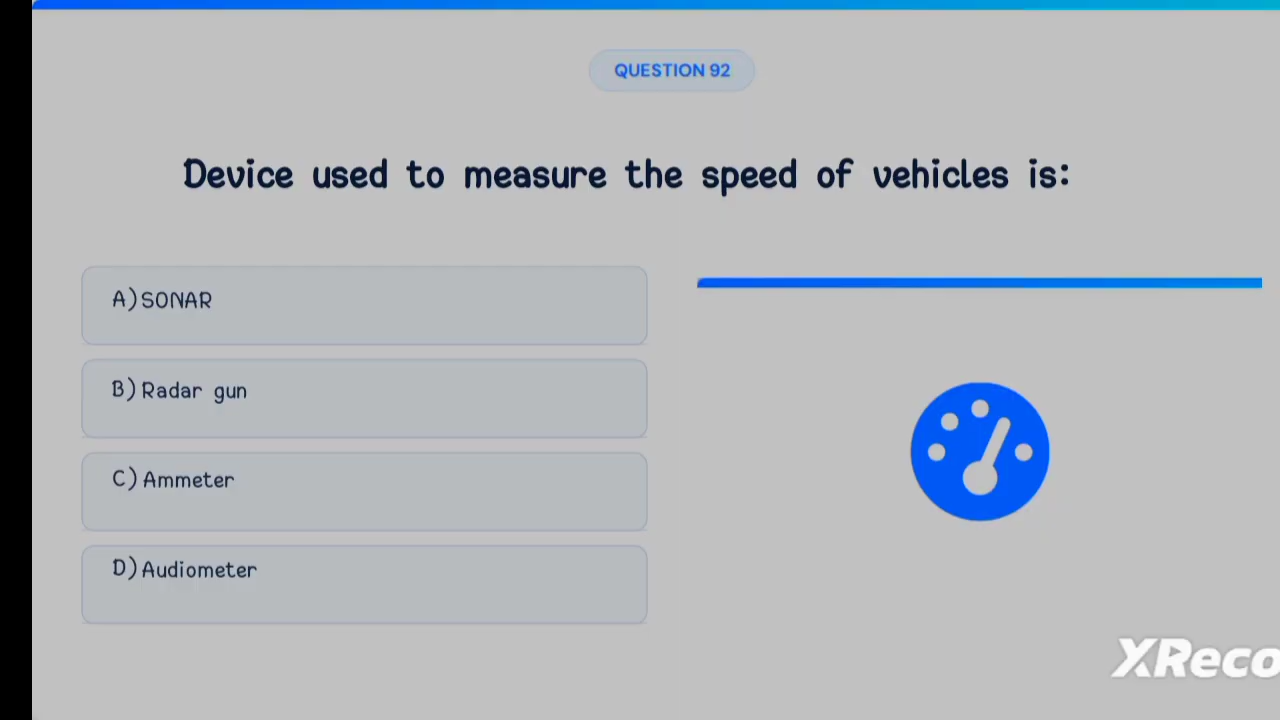 QUESTION 92
Device used to measure the speed of vehicles is:
A) SONAR
B) Radar gun
C) Ammeter
D) Audiometer
XReco